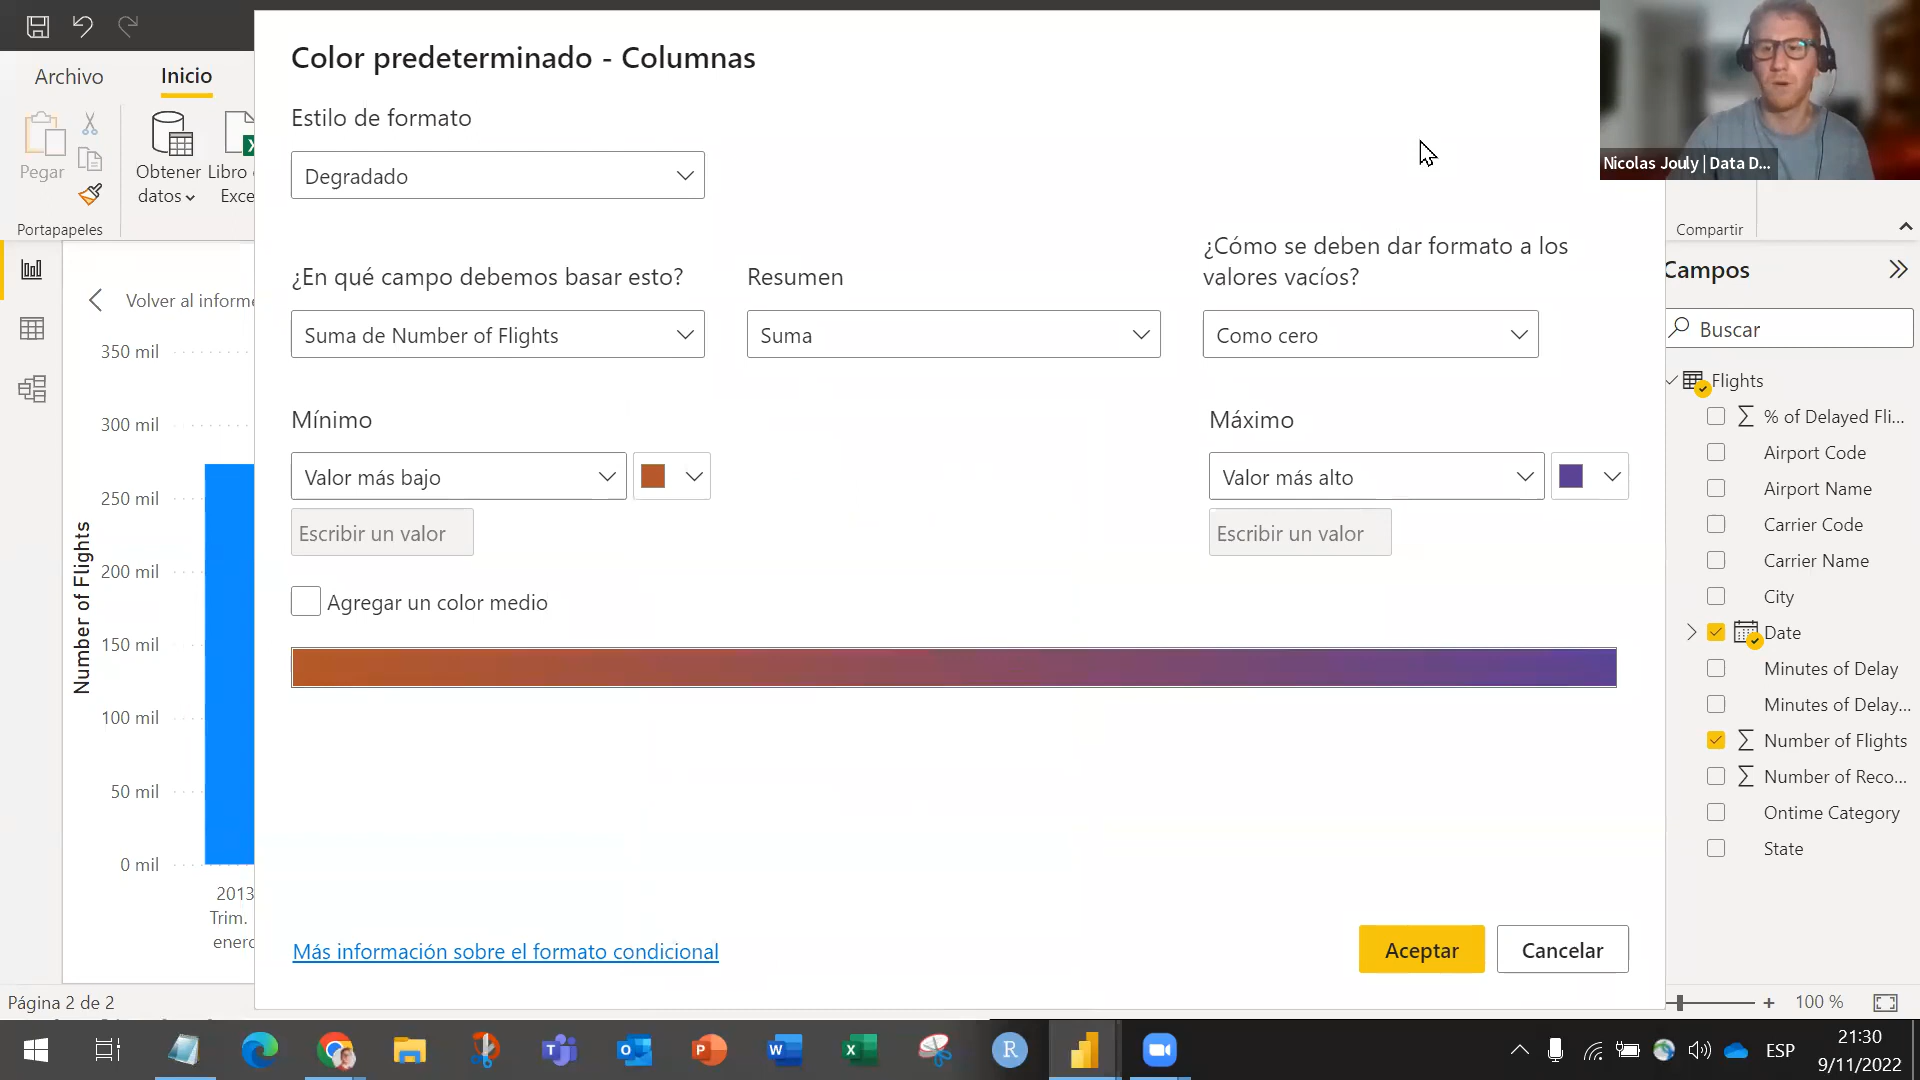 Archivo
Inicio
Pegar
Obtener
datos
Libro
Exce
Portapapeles
Compartir
Color predeterminado - Columnas
Estilo de formato
Degradado
¿En qué campo debemos basar esto?
Suma de Number of Flights
Resumen
Suma
¿Cómo se deben dar formato a los
valores vacíos?
Como cero
Mínimo
Valor más bajo
Escribir un valor
Máximo
Valor más alto
Escribir un valor
Agregar un color medio
Más información sobre el formato condicional
Aceptar
Cancelar
Nicolas Jouly | Data D...
Volver al informe
Number of Flights
350 mil
300 mil
250 mil
200 mil
150 mil
100 mil
50 mil
0 mil
2013
Trim.
enero
Campos
Buscar
Flights
% of Delayed Fli...
Airport Code
Airport Name
Carrier Code
Carrier Name
City
Date
Minutes of Delay
Minutes of Delay...
Number of Flights
Number of Reco...
Ontime Category
State
Página 2 de 2
100 %
ESP
21:30
9/11/2022